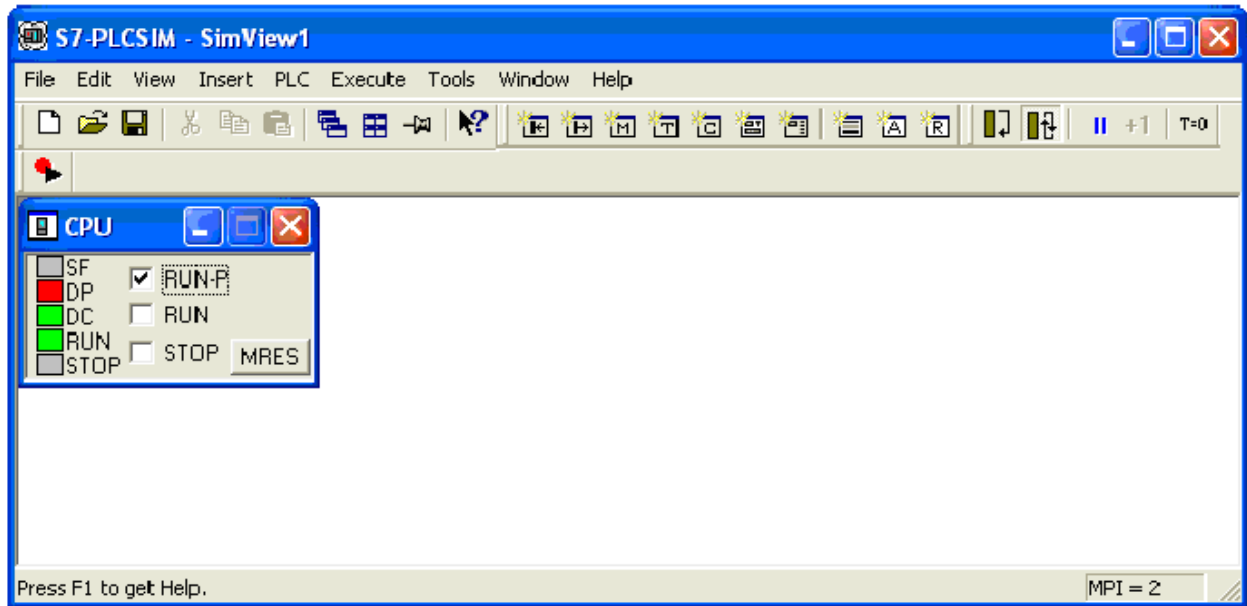 S7-PLCSIM - SimView1
File Edit View Insert PLC Execute Tools Window Help
+1 T=0
CPU
SF
RUN-P
DP
DC
RUN
RUN
STOP
STOP
MRES
Press F1 to get Help.
MPI = 2